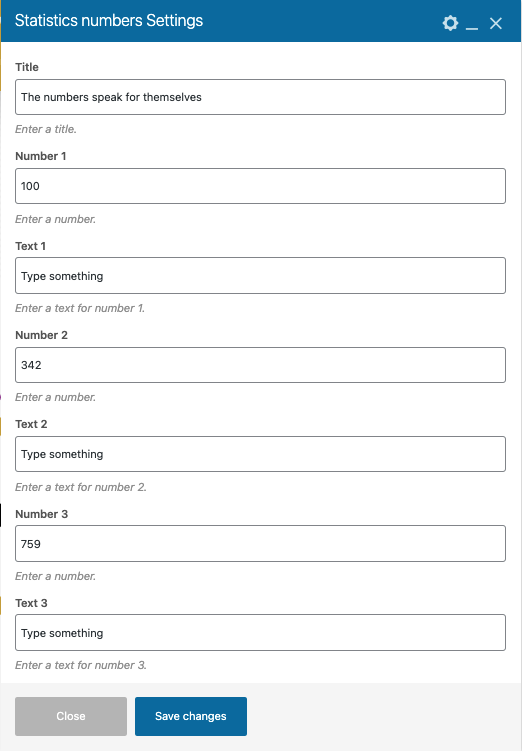 Statistics numbers Settings
Title
The numbers speak for themselves
Enter a title.
Number 1
100
Enter a number.
Text 1
Type something
Enter a text for number 1.
Number 2
342
Enter a number.
Text 2
Type something
Enter a text for number 2.
Number 3
759
Enter a number.
Text 3
Type something
Enter a text for number 3.
Close
Save changes